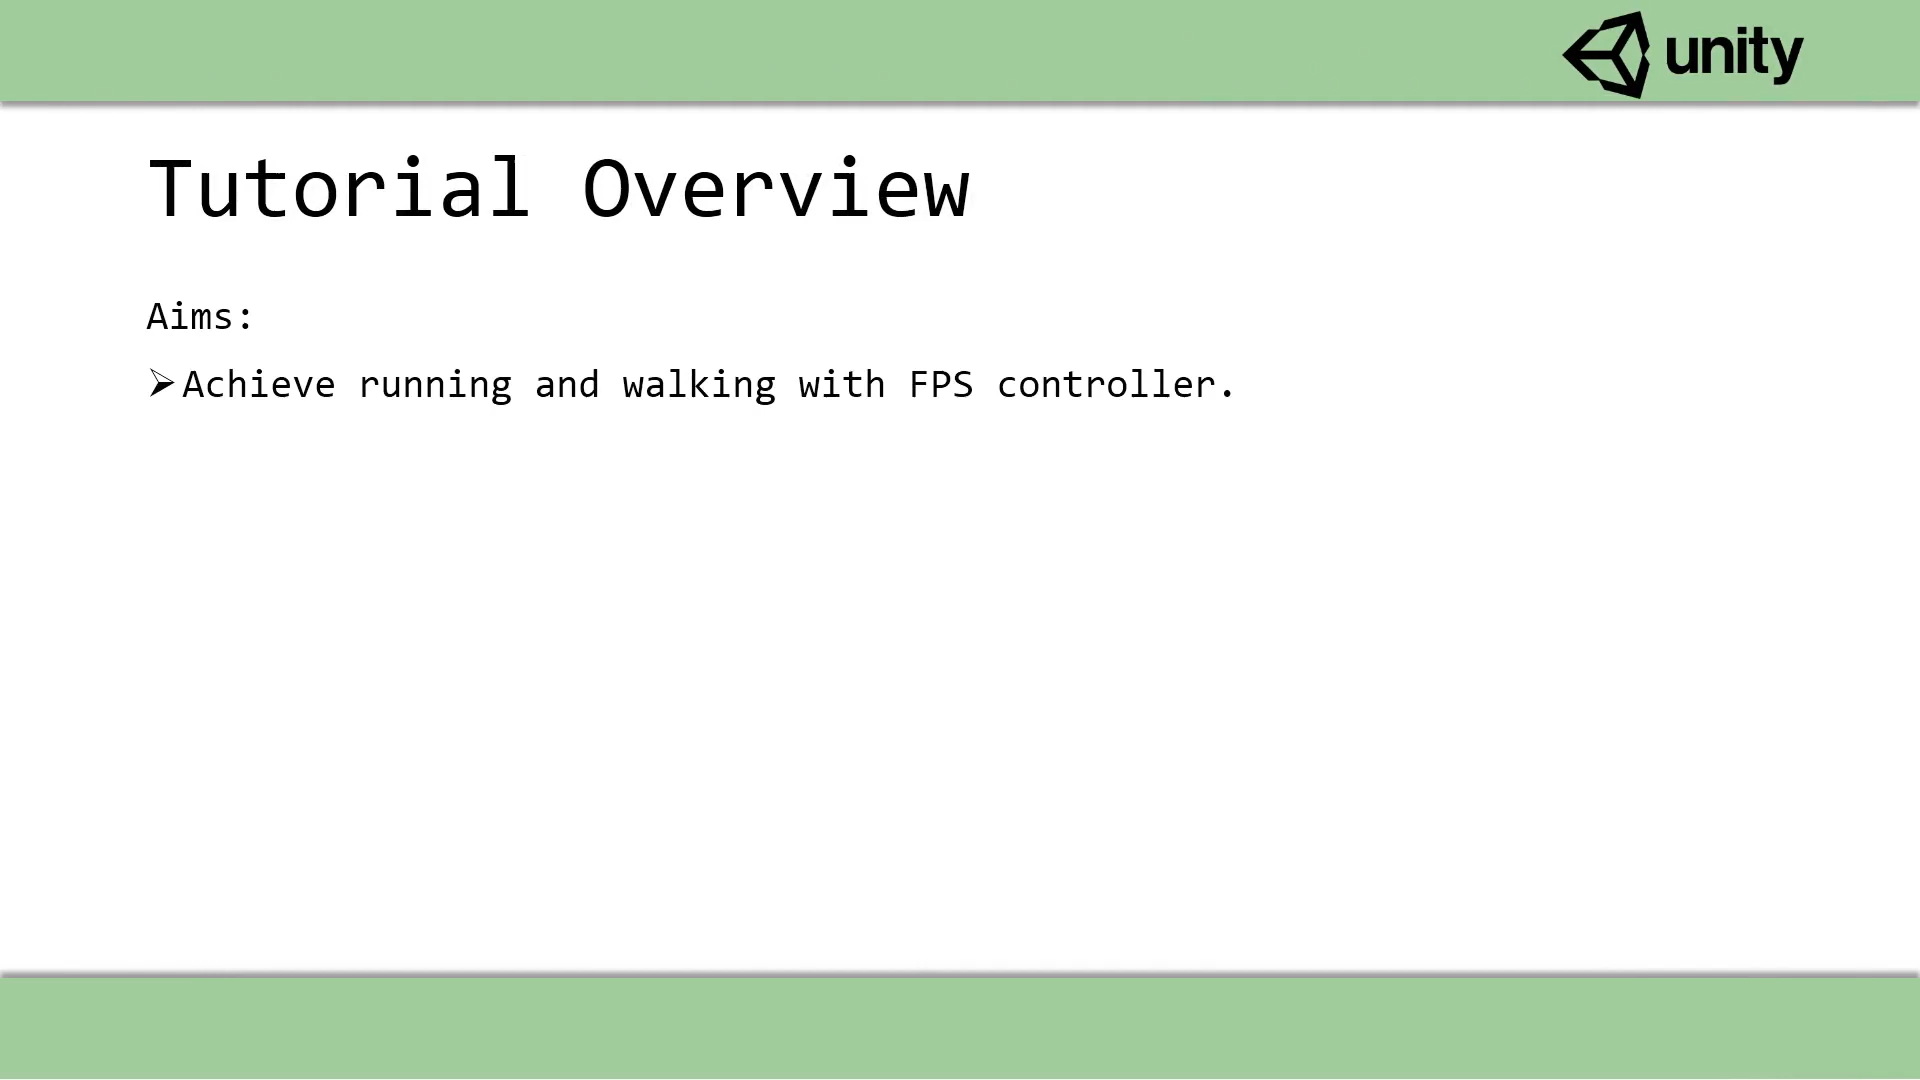 unity
Tutorial Overview
Aims:
➢Achieve running and walking with FPS controller.